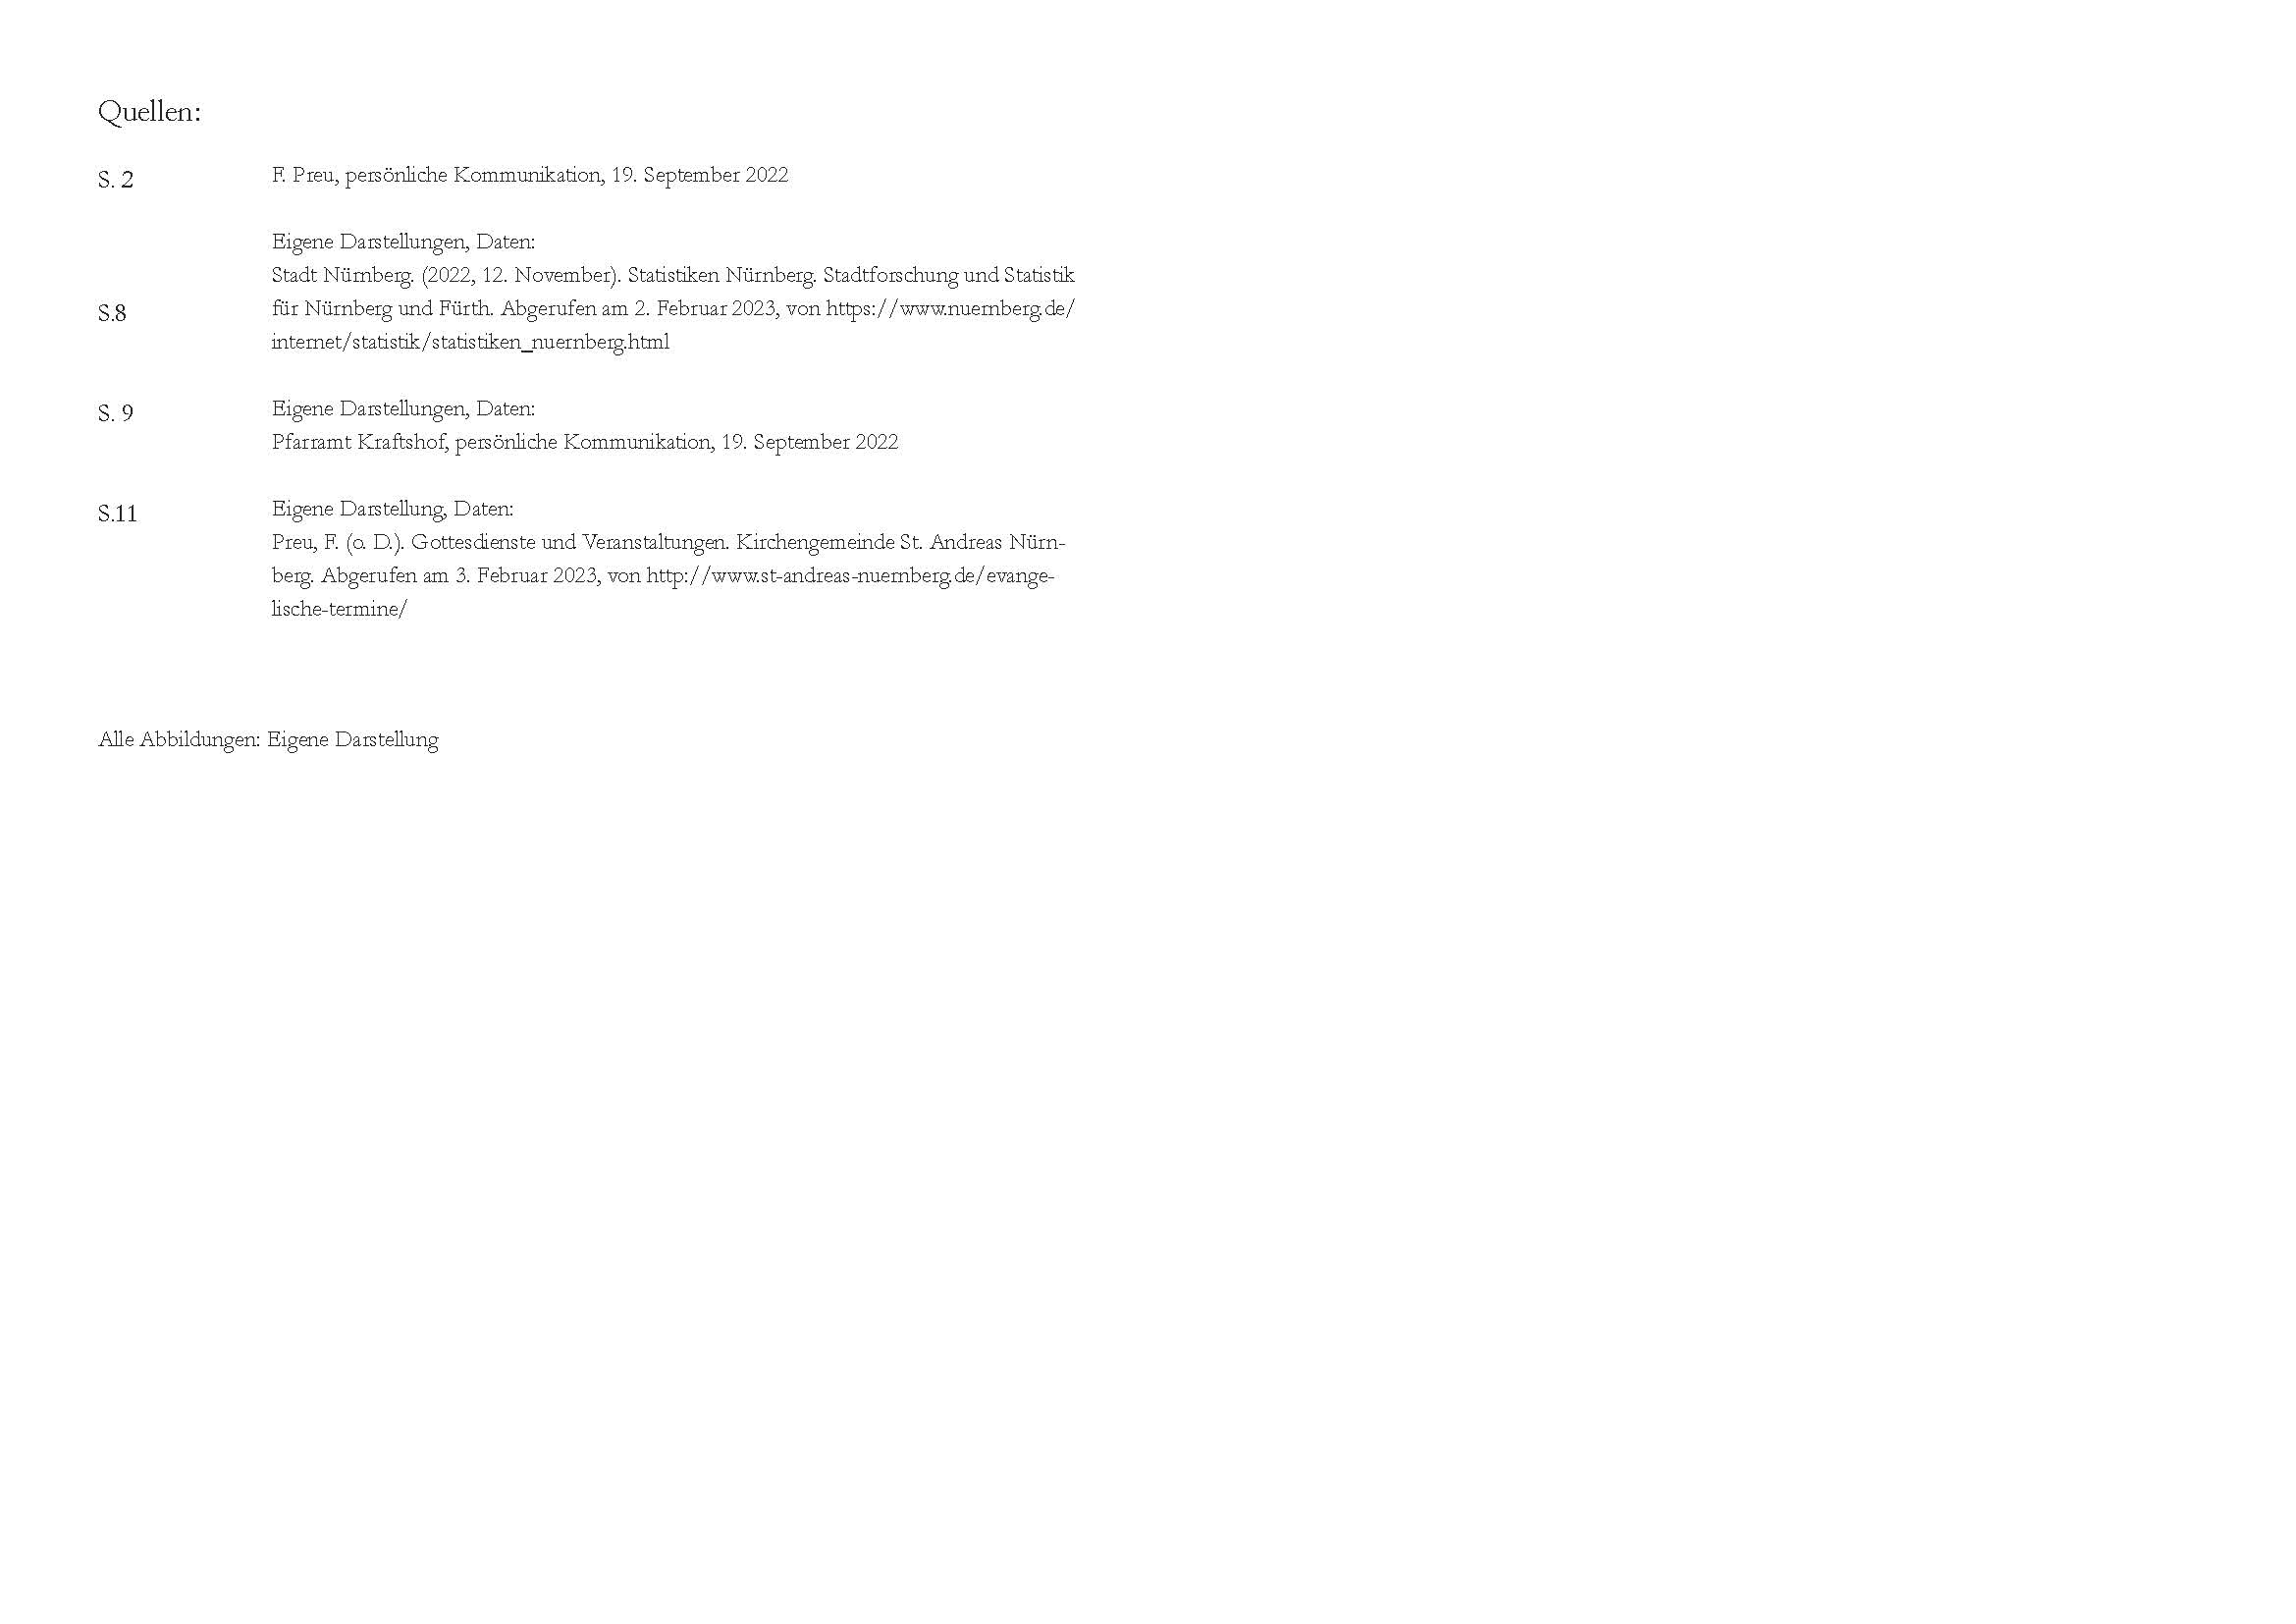 Quellen:
S. 2 F. Preu, persönliche Kommunikation, 19. September 2022
Eigene Darstellungen, Daten:
Stadt Nürnberg. (2022, 12. November). Statistiken Nürnberg. Stadtforschung und Statistik
S.8 für Nürnberg und Fürth. Abgerufen am 2. Februar 2023, von https://www.nuernberg.de/
internet/statistik/statistiken_nuernberg.html
S. 9 Eigene Darstellungen, Daten:
Pfarramt Kraftshof, persönliche Kommunikation, 19. September 2022
S.11 Eigene Darstellung, Daten:
Preu, F. (o. D.). Gottesdienste und Veranstaltungen. Kirchengemeinde St. Andreas Nürn-
berg. Abgerufen am 3. Februar 2023, von http://www.st-andreas-nuernberg.de/evange-
lische-termine/
Alle Abbildungen: Eigene Darstellung